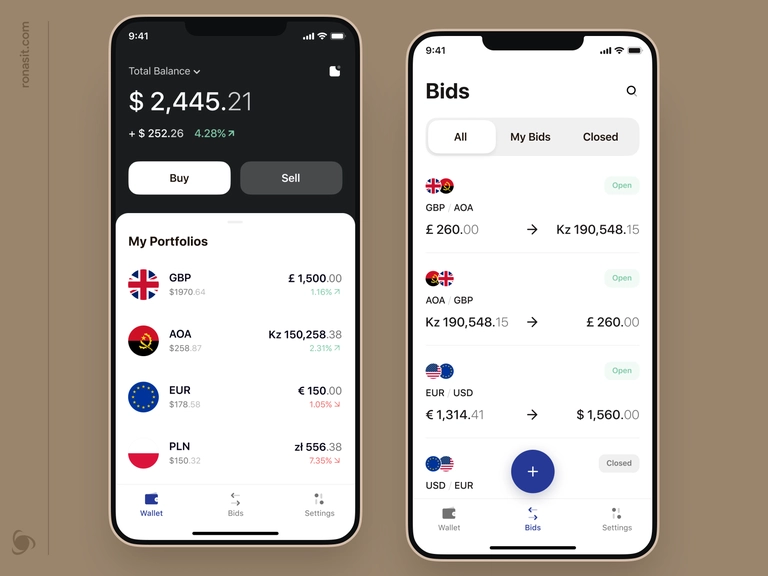 ronasit.com
9:41
Total Balance
$ 2,445.21
+ $ 252.26 4.28%
Buy Sell
My Portfolios
GBP £ 1,500.00
$1970.64 1.16%
AOA Kz 150,258.38
$258.87 2.31%
EUR € 150.00
$178.58 1.05%
PLN zł 556.38
$150.32 7.35%
Wallet Bids Settings
9:41
Bids
All My Bids Closed
Open
GBP / AOA
£ 260.00 → Kz 190,548.15
Open
AOA / GBP
Kz 190,548.15 → £ 260.00
Open
EUR / USD
€ 1,314.41 → $ 1,560.00
Closed
USD / EUR
+
Wallet Bids Settings